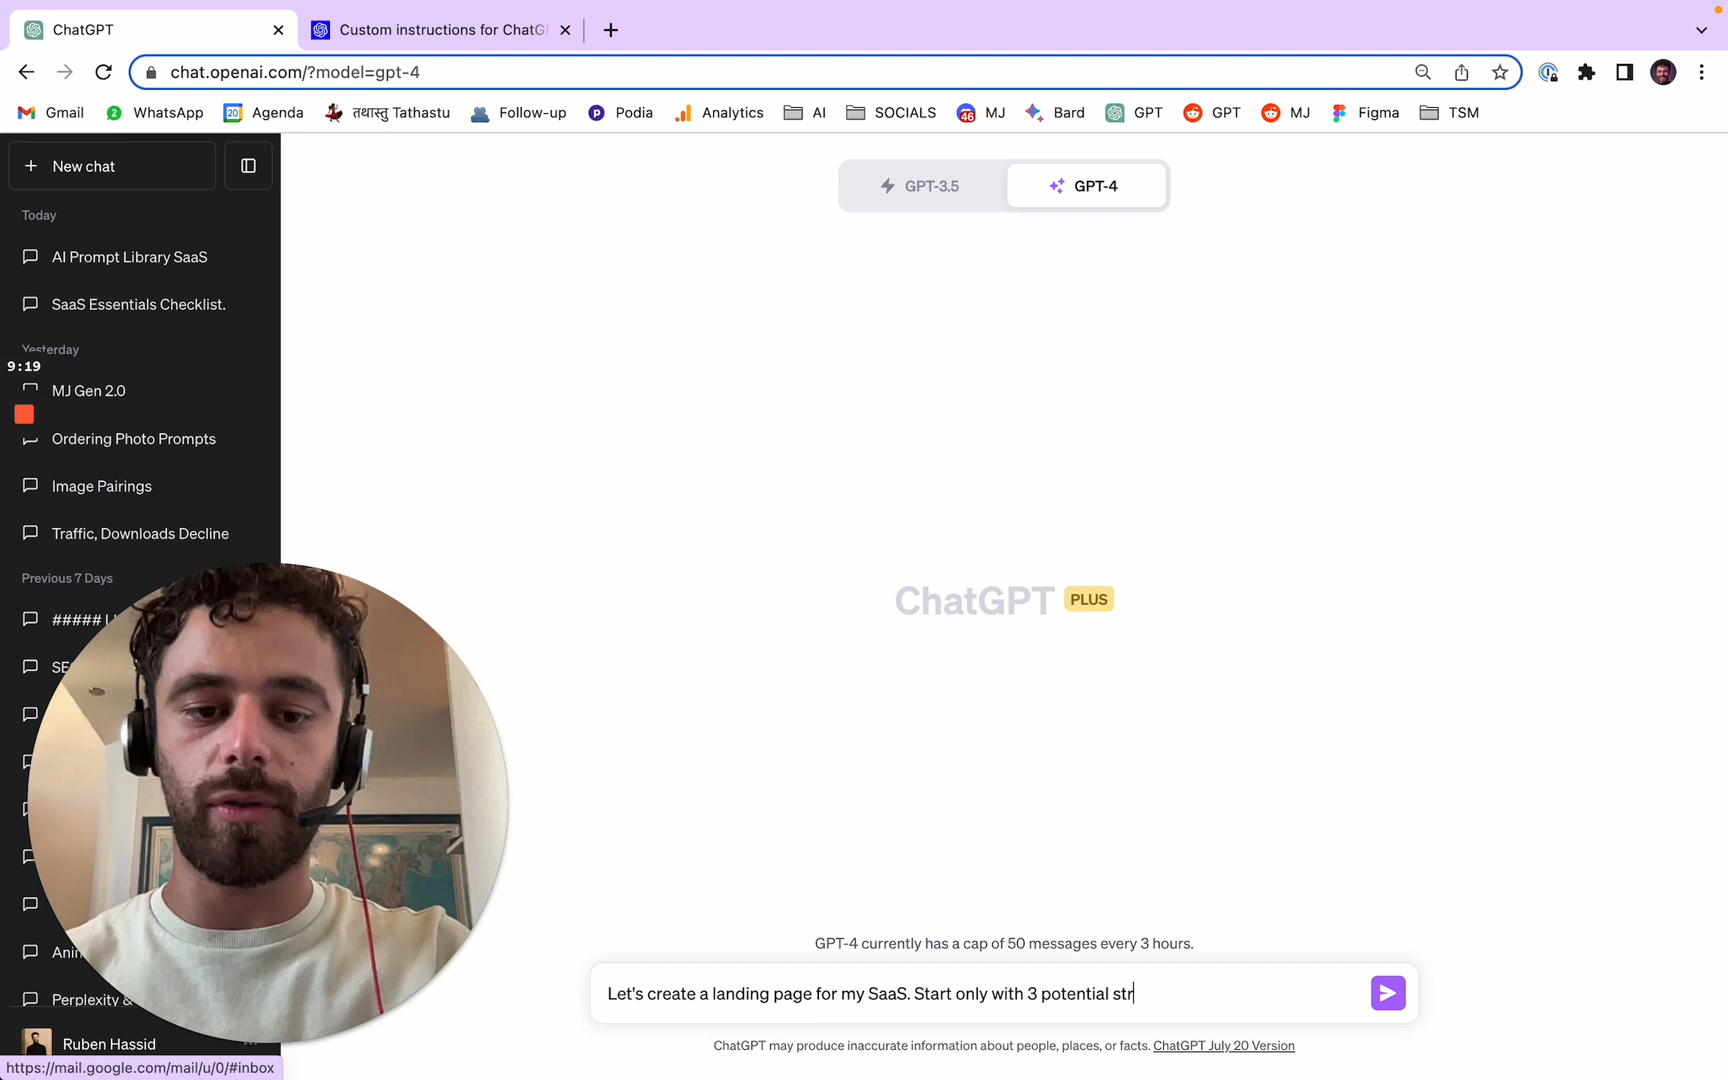 ChatGPT
Custom instructions for ChatG
chat.openai.com/?model=gpt-4
Gmail
2 WhatsApp
20 Agenda
तथास्तु Tathastu
Follow-up
Podia
Analytics
AI
SOCIALS
46 MJ
Bard
GPT
GPT
MJ
Figma
TSM
New chat
GPT-3.5
GPT-4
Today
AI Prompt Library SaaS
SaaS Essentials Checklist.
Yesterday
9:19
MJ Gen 2.0
Ordering Photo Prompts
Image Pairings
Traffic, Downloads Decline
Previous 7 Days
#####
ChatGPT PLUS
GPT-4 currently has a cap of 50 messages every 3 hours.
Let's create a landing page for my SaaS. Start only with 3 potential str
Perplexity &
Ruben Hassid
ChatGPT may produce inaccurate information about people, places, or facts. ChatGPT July 20 Version
https://mail.google.com/mail/u/0/#inbox